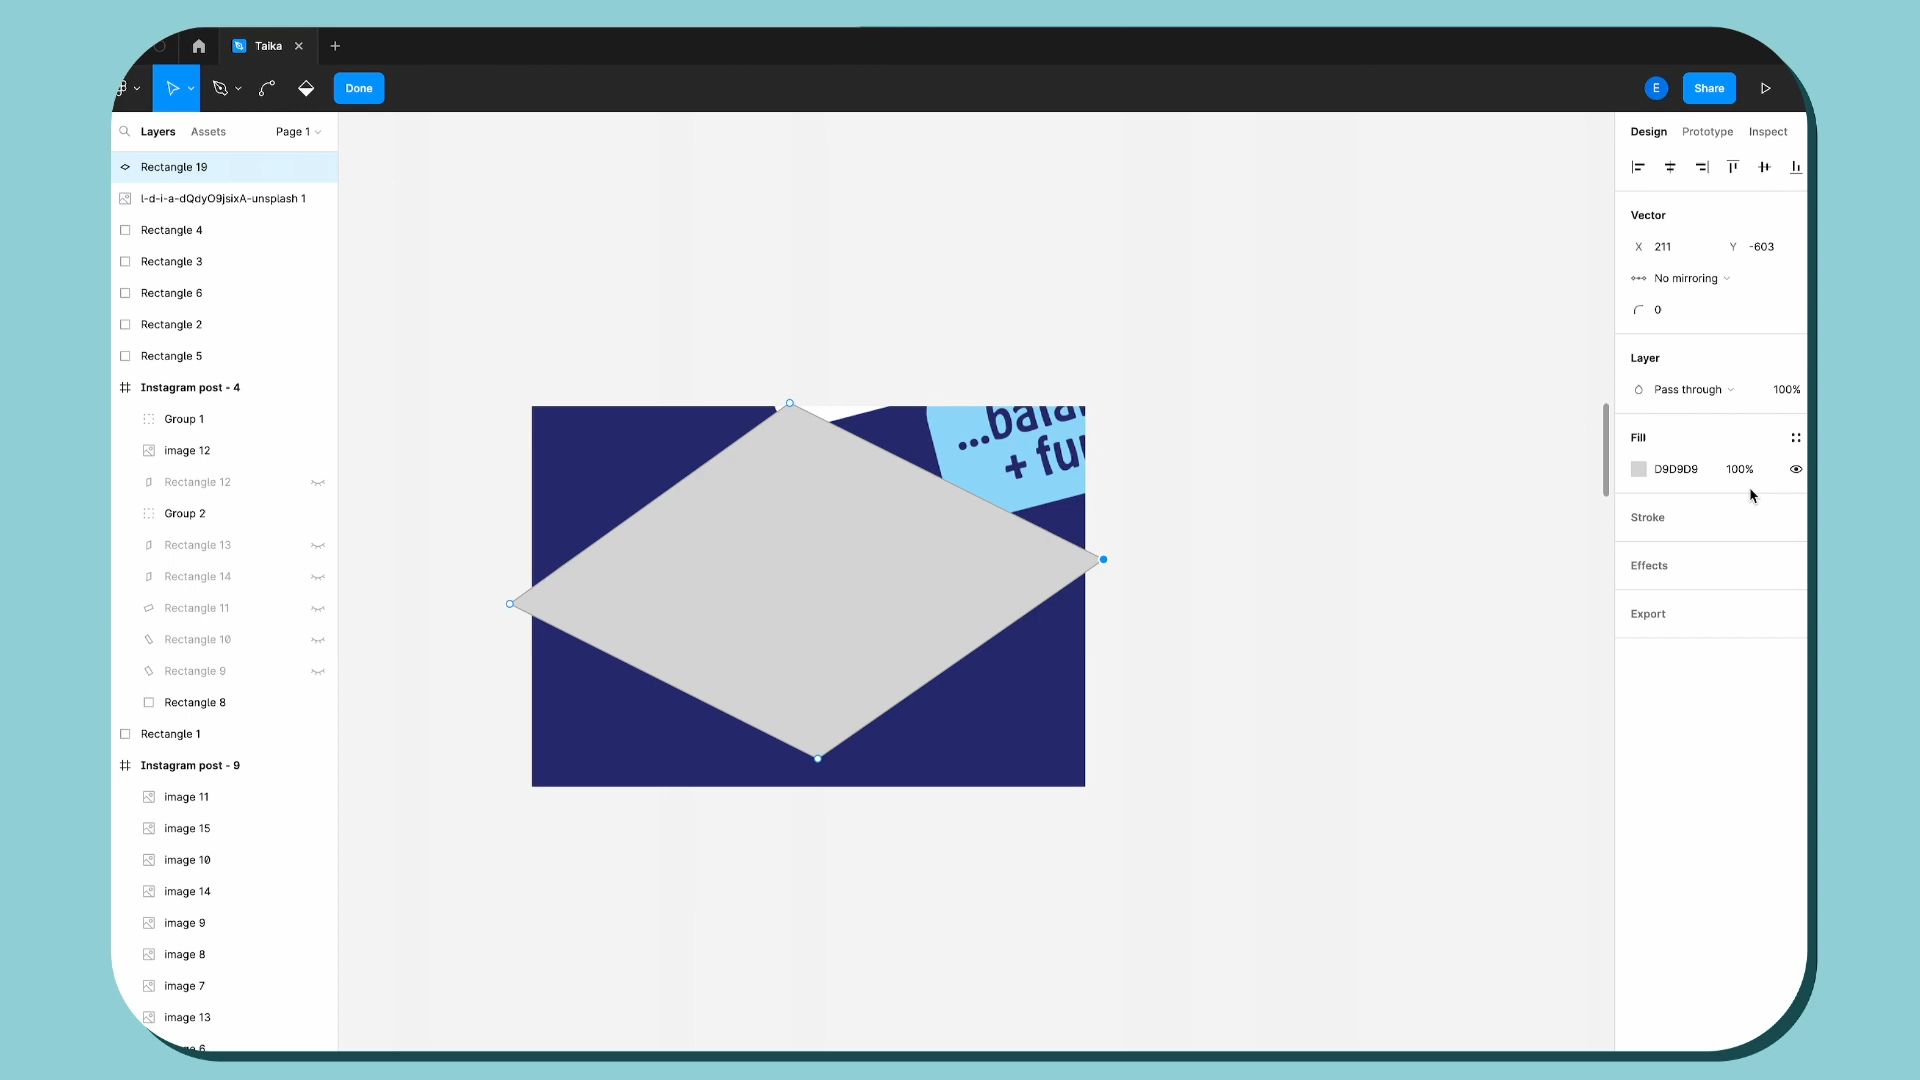 Taika
Done
E
Share
Layers
Assets
Page 1
Rectangle 19
l-d-i-a-dQdyO9jsixA-unsplash 1
Rectangle 4
Rectangle 3
Rectangle 6
Rectangle 2
Rectangle 5
Instagram post - 4
Group 1
image 12
Rectangle 12
Group 2
Rectangle 13
Rectangle 14
Rectangle 11
Rectangle 10
Rectangle 9
Rectangle 8
Rectangle 1
Instagram post - 9
image 11
image 15
image 10
image 14
image 9
image 8
image 7
image 13
Design
Prototype
Inspect
Vector
X 211
Y -603
No mirroring
0
Layer
Pass through
100%
Fill
D9D9D9
100%
Stroke
Effects
Export